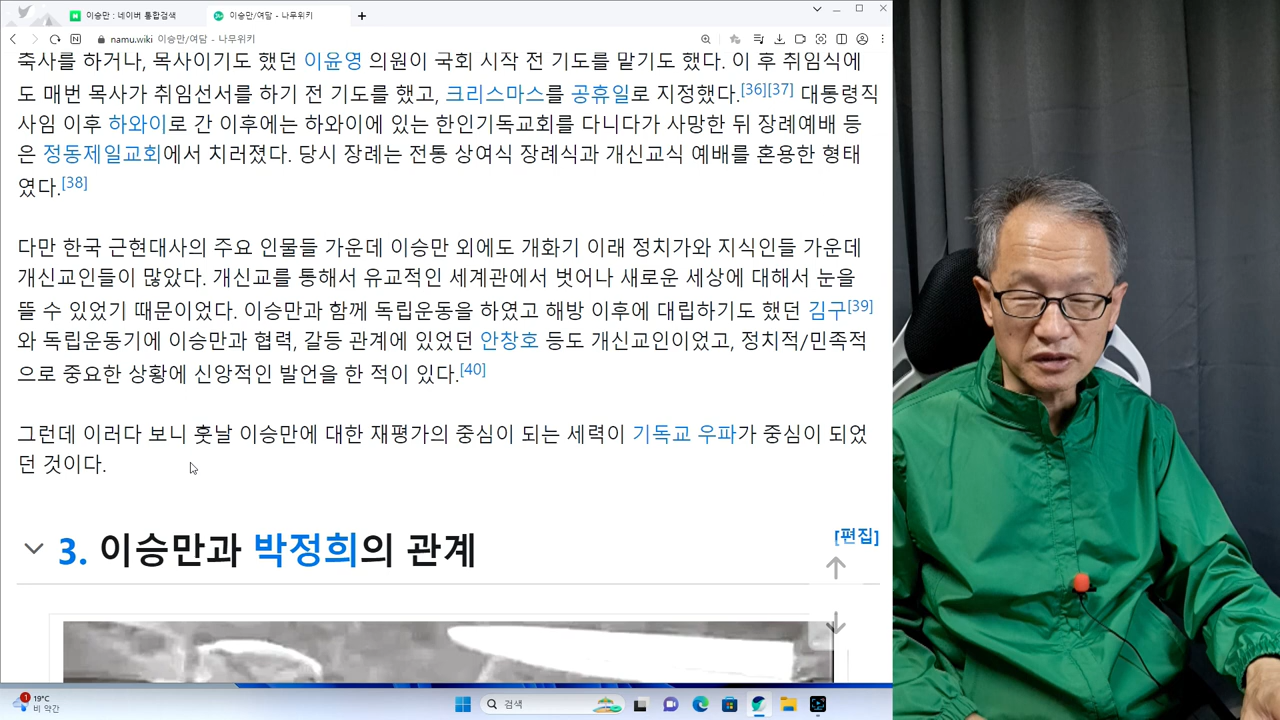 이승만 : 네이버 통합검색
이승만/여담 - 나무위키
namu.wiki 이승만/여담 - 나무위키
축사를 하거나, 목사이기도 했던 이윤영 의원이 국회 시작 전 기도를 맡기도 했다. 이 후 취임식에
도 매번 목사가 취임선서를 하기 전 기도를 했고, 크리스마스를 공휴일로 지정했다.[36][37] 대통령직
사임 이후 하와이로 간 이후에는 하와이에 있는 한인기독교회를 다니다가 사망한 뒤 장례예배 등
은 정동제일교회에서 치러졌다. 당시 장례는 전통 상여식 장례식과 개신교식 예배를 혼용한 형태
였다.[38]
다만 한국 근현대사의 주요 인물들 가운데 이승만 외에도 개화기 이래 정치가와 지식인들 가운데
개신교인들이 많았다. 개신교를 통해서 유교적인 세계관에서 벗어나 새로운 세상에 대해서 눈을
뜰 수 있었기 때문이었다. 이승만과 함께 독립운동을 하였고 해방 이후에 대립하기도 했던 김구[39]
와 독립운동기에 이승만과 협력, 갈등 관계에 있었던 안창호 등도 개신교인이었고, 정치적/민족적
으로 중요한 상황에 신앙적인 발언을 한 적이 있다.[40]
그런데 이러다 보니 훗날 이승만에 대한 재평가의 중심이 되는 세력이 기독교 우파가 중심이 되었
던 것이다.
3. 이승만과 박정희의 관계
[편집]
1
19°C
비 약간
검색